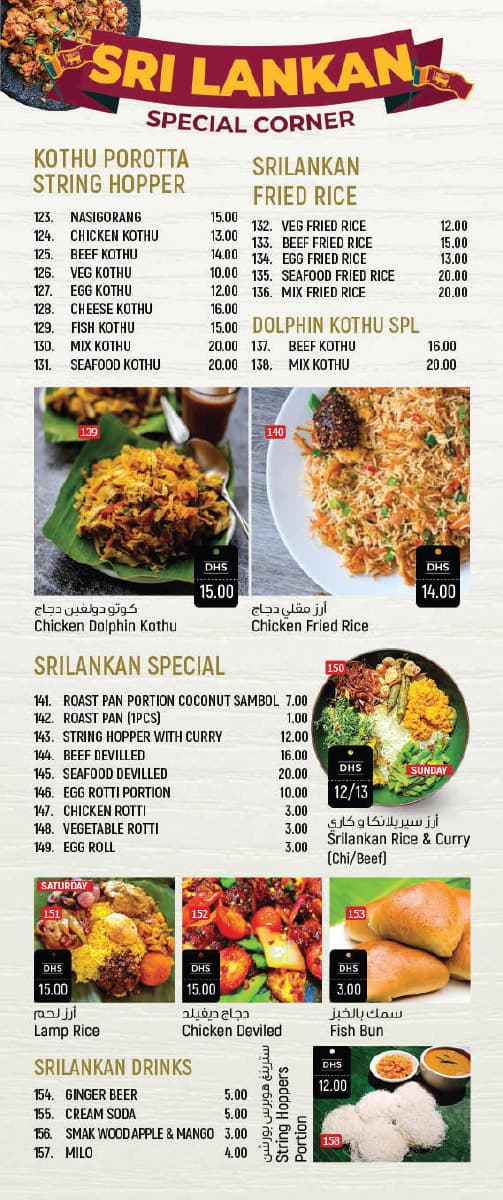 SRI LANKAN
SPECIAL CORNER
KOTHU POROTTA
STRING HOPPER
123. NASIGORANG 15.00
124. CHICKEN KOTHU 13.00
125. BEEF KOTHU 14.00
126. VEG KOTHU 10.00
127. EGG KOTHU 12.00
128. CHEESE KOTHU 16.00
129. FISH KOTHU 15.00
130. MIX KOTHU 20.00
131. SEAFOOD KOTHU 20.00
SRILANKAN
FRIED RICE
132. VEG FRIED RICE 12.00
133. BEEF FRIED RICE 15.00
134. EGG FRIED RICE 13.00
135. SEAFOOD FRIED RICE 20.00
136. MIX FRIED RICE 20.00
DOLPHIN KOTHU SPL
137. BEEF KOTHU 16.00
138. MIX KOTHU 20.00
139
DHS
15.00
كوتو دولفين دجاج
Chicken Dolphin Kothu
140
DHS
14.00
أرز مقلي دجاج
Chicken Fried Rice
SRILANKAN SPECIAL
141. ROAST PAN PORTION COCONUT SAMBOL 7.00
142. ROAST PAN (1PCS) 1.00
143. STRING HOPPER WITH CURRY 12.00
144. BEEF DEVILLED 16.00
145. SEAFOOD DEVILLED 20.00
146. EGG ROTTI PORTION 10.00
147. CHICKEN ROTTI 3.00
148. VEGETABLE ROTTI 3.00
149. EGG ROLL 3.00
150
SUNDAY
DHS
12/13
أرز سيريلانكا و كاري
Srilankan Rice & Curry
(Chi/Beef)
SATURDAY
151
DHS
15.00
أرز لحم
Lamp Rice
152
DHS
15.00
دجاج ديفيلد
Chicken Deviled
153
DHS
3.00
سمك بالخبز
Fish Bun
SRILANKAN DRINKS
154. GINGER BEER 5.00
155. CREAM SODA 5.00
156. SMAK WOOD APPLE & MANGO 3.00
157. MILO 4.00
سترينغ هوبرس بورشن
String Hoppers
Portion
DHS
12.00
158